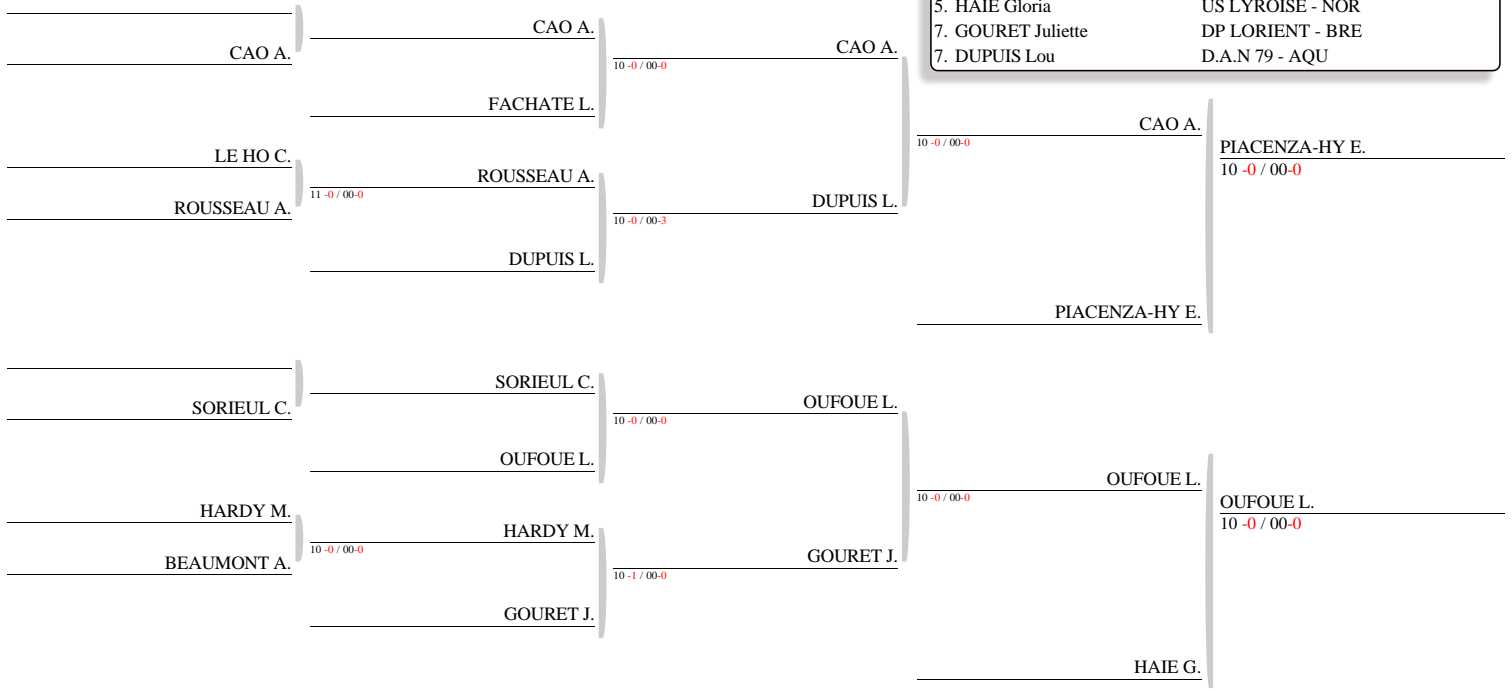 5. HAIE Gloria US LYROISE - NOR
7. GOURET Juliette DP LORIENT - BRE
7. DUPUIS Lou D.A.N 79 - AQU
CAO A.
LE HO C.
ROUSSEAU A.
SORIEUL C.
HARDY M.
BEAUMONT A.
CAO A.
FACHATE L.
ROUSSEAU A.
11 -0 / 00-0
DUPUIS L.
SORIEUL C.
OUFOUE L.
HARDY M.
10 -0 / 00-0
GOURET J.
CAO A.
10 -0 / 00-0
DUPUIS L.
10 -0 / 00-3
OUFOUE L.
10 -0 / 00-0
GOURET J.
10 -1 / 00-0
CAO A.
10 -0 / 00-0
PIACENZA-HY E.
OUFOUE L.
10 -0 / 00-0
HAIE G.
PIACENZA-HY E.
10 -0 / 00-0
OUFOUE L.
10 -0 / 00-0